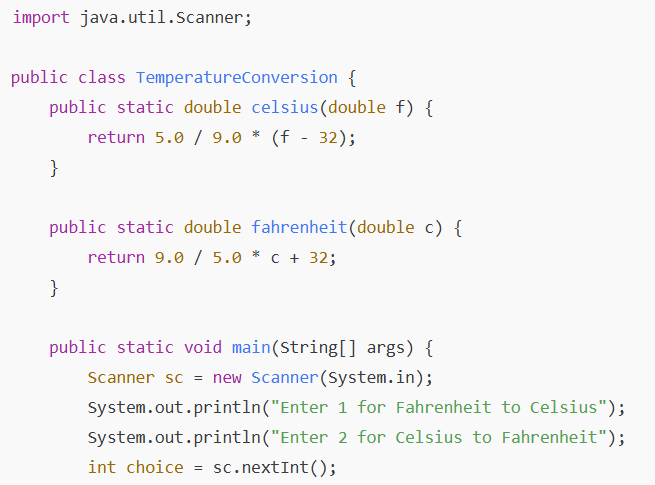 import java.util.Scanner;
public class TemperatureConversion {
    public static double celsius(double f) {
        return 5.0 / 9.0 * (f - 32);
    }
    public static double fahrenheit(double c) {
        return 9.0 / 5.0 * c + 32;
    }
    public static void main(String[] args) {
        Scanner sc = new Scanner(System.in);
        System.out.println("Enter 1 for Fahrenheit to Celsius");
        System.out.println("Enter 2 for Celsius to Fahrenheit");
        int choice = sc.nextInt();